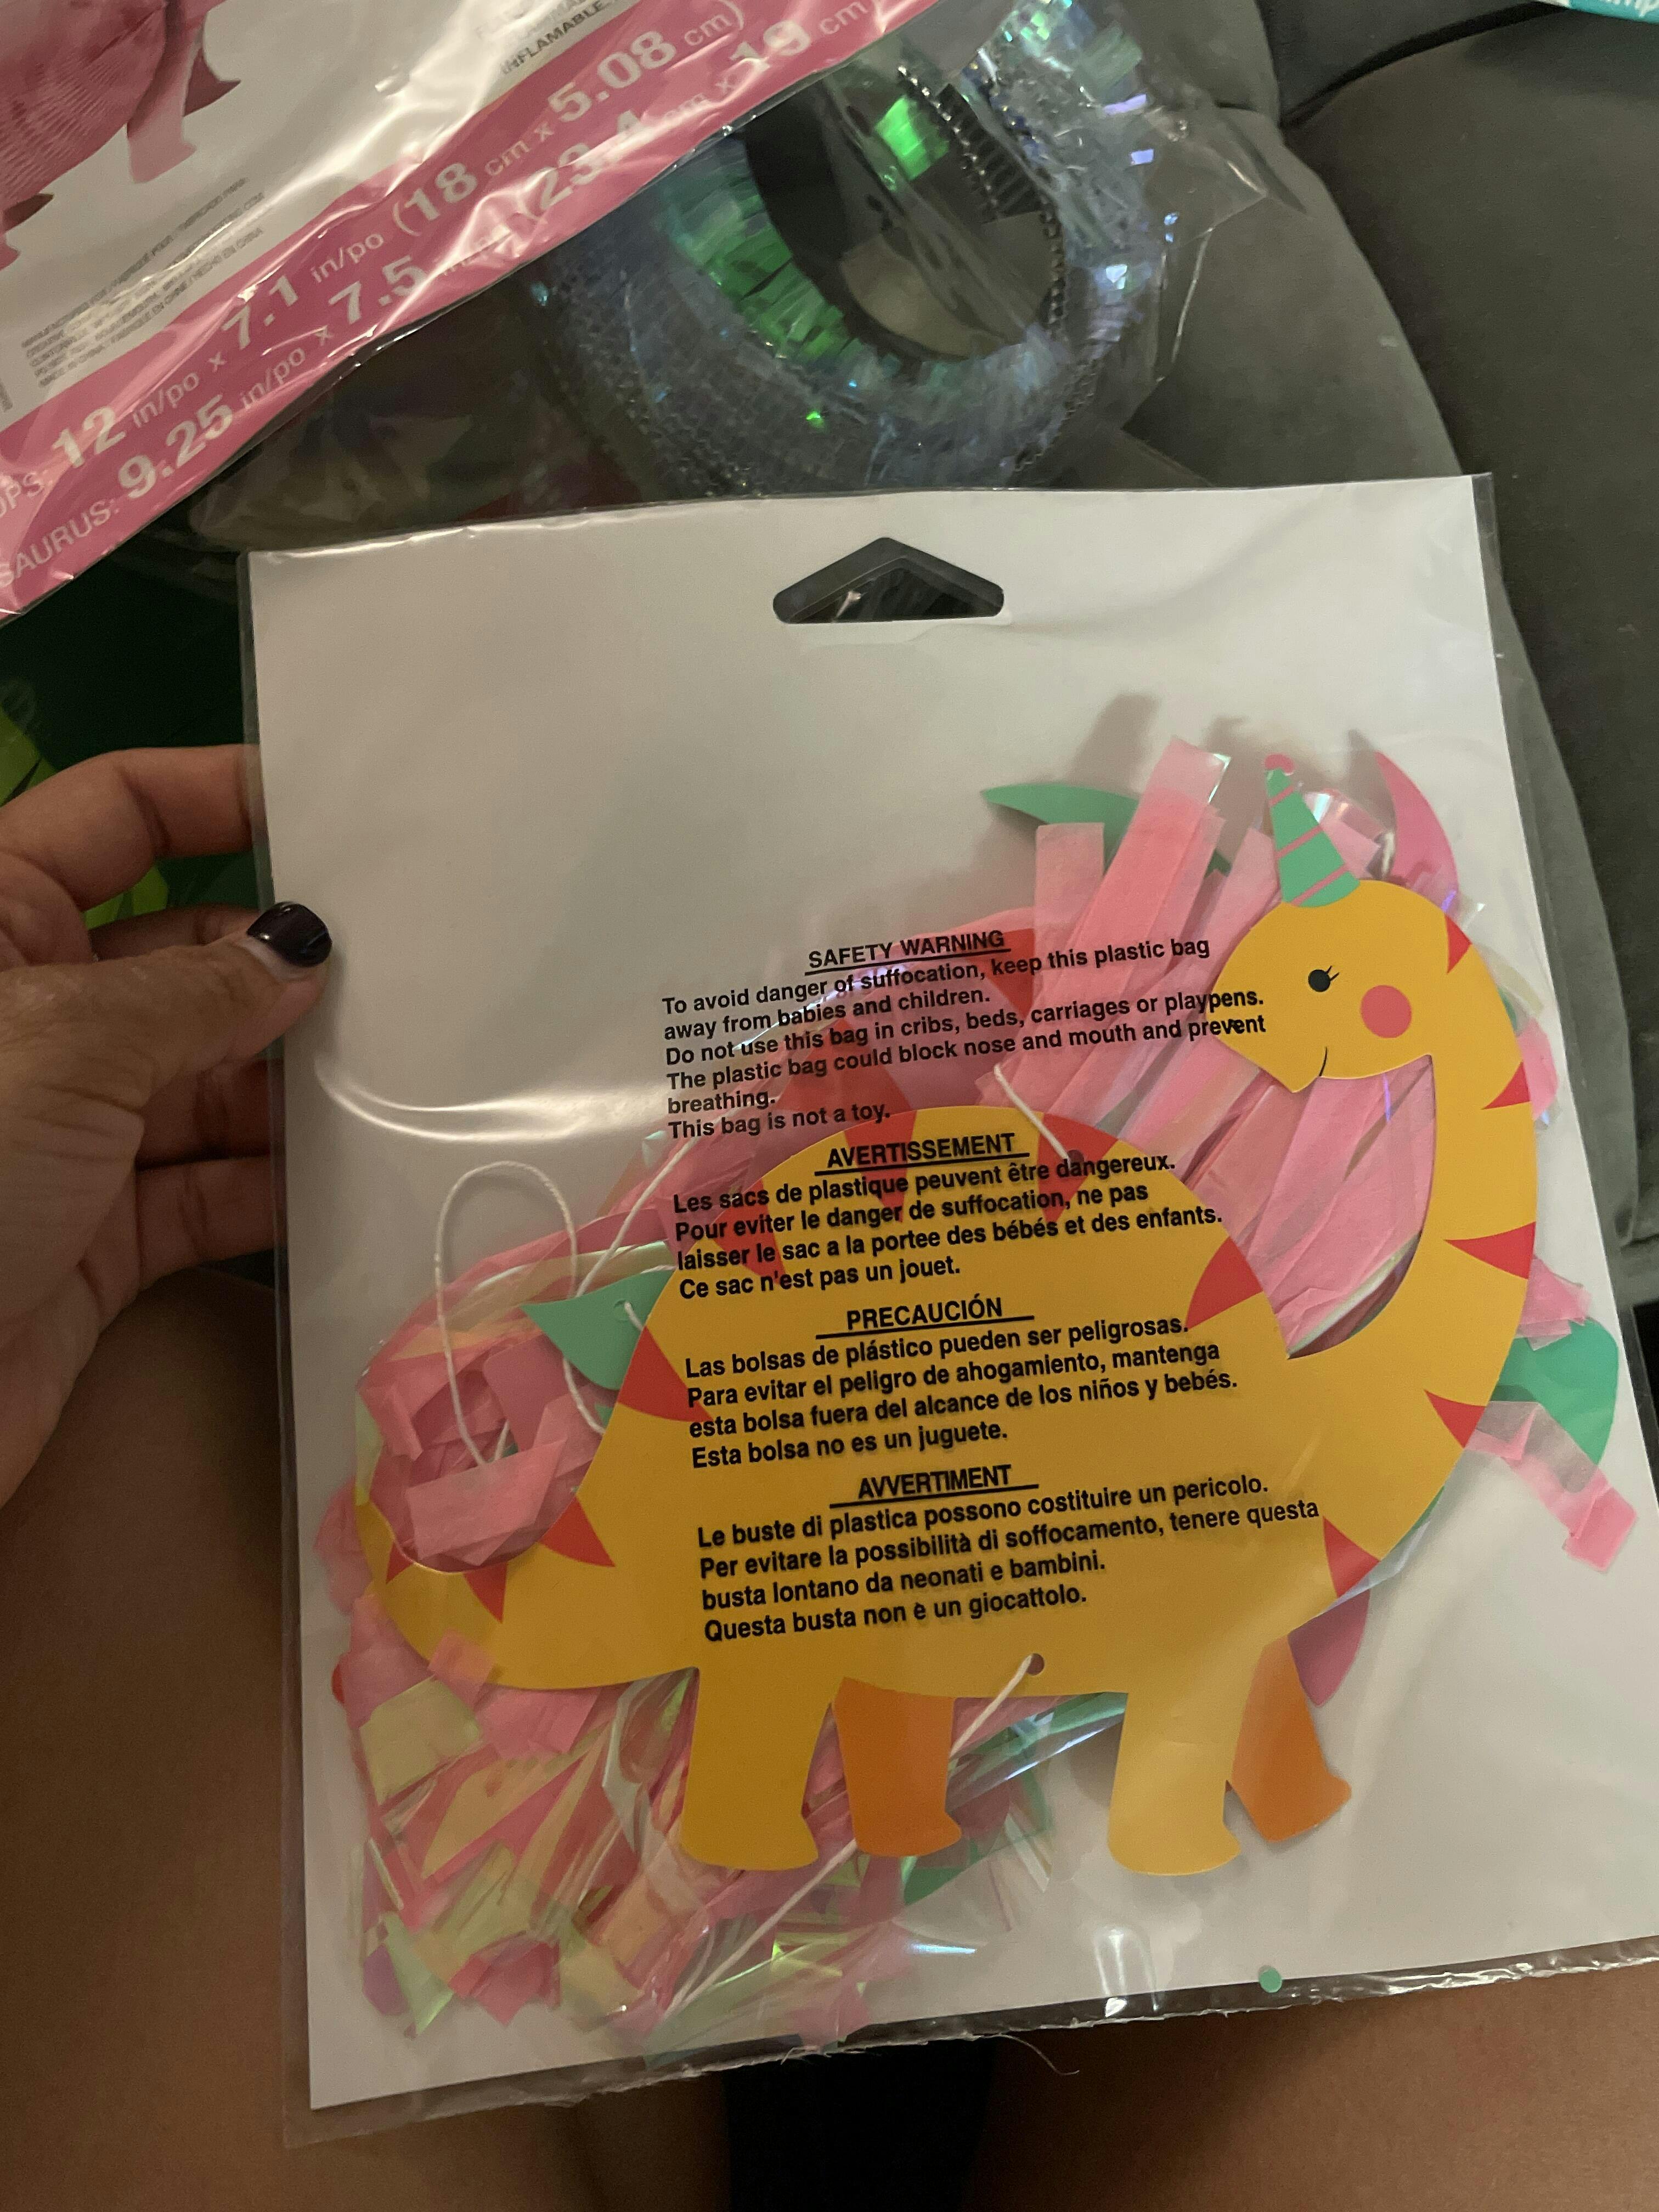 INFLAMMABLE.
12 in/po x 7.1 in/po (18 cm x 5.08 cm)
SAURUS: 9.25 in/po x 7.5 (23.4 cm x 19 cm
SAFETY WARNING
To avoid danger of suffocation, keep this plastic bag
away from babies and children.
Do not use this bag in cribs, beds, carriages or playpens.
The plastic bag could block nose and mouth and prevent
breathing.
This bag is not a toy.
AVERTISSEMENT
Les sacs de plastique peuvent être dangereux.
Pour eviter le danger de suffocation, ne pas
laisser le sac a la portee des bébés et des enfants.
Ce sac n'est pas un jouet.
PRECAUCIÓN
Las bolsas de plástico pueden ser peligrosas.
Para evitar el peligro de ahogamiento, mantenga
esta bolsa fuera del alcance de los niños y bebés.
Esta bolsa no es un juguete.
AVVERTIMENT
Le buste di plastica possono costituire un pericolo.
Per evitare la possibilità di soffocamento, tenere questa
busta lontano da neonati e bambini.
Questa busta non è un giocattolo.